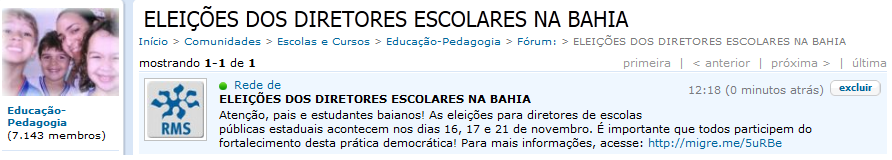 ELEIÇÕES DOS DIRETORES ESCOLARES NA BAHIA
Início > Comunidades > Escolas e Cursos > Educação-Pedagogia > Fórum: > ELEIÇÕES DOS DIRETORES ESCOLARES NA BAHIA
mostrando 1-1 de 1
primeira | < anterior | próxima > | última
Educação-
Pedagogia
(7.143 membros)
RMS
Rede de
12:18 (0 minutos atrás) excluir
ELEIÇÕES DOS DIRETORES ESCOLARES NA BAHIA
Atenção, pais e estudantes baianos! As eleições para diretores de escolas
públicas estaduais acontecem nos dias 16, 17 e 21 de novembro. É importante que todos participem do
fortalecimento desta prática democrática! Para mais informações, acesse: http://migre.me/5uRBe